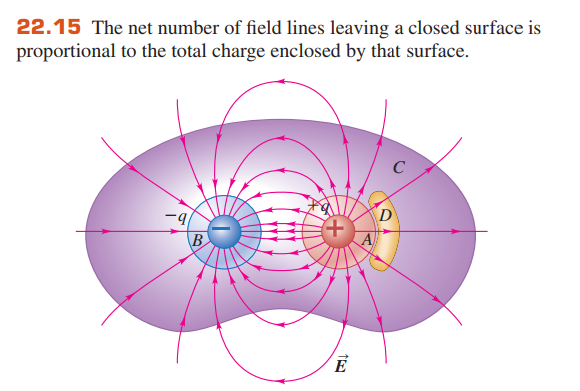 22.15 The net number of field lines leaving a closed surface is
proportional to the total charge enclosed by that surface.
C
−q
+q
D
B
−
+
A
E⃗